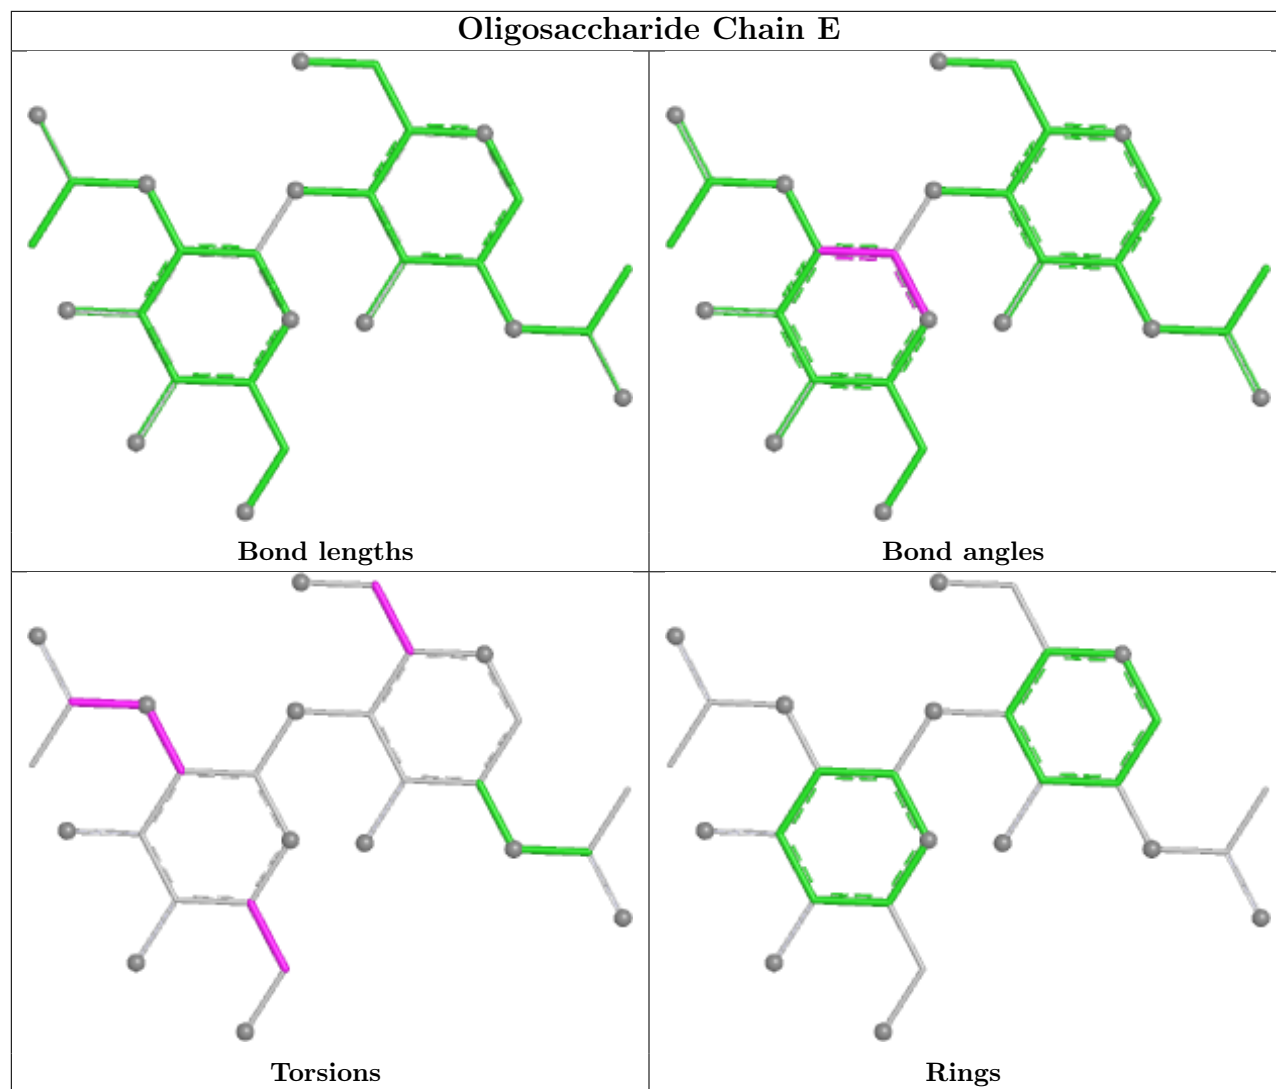 Oligosaccharide Chain E
Bond lengths
Bond angles
Torsions
Rings